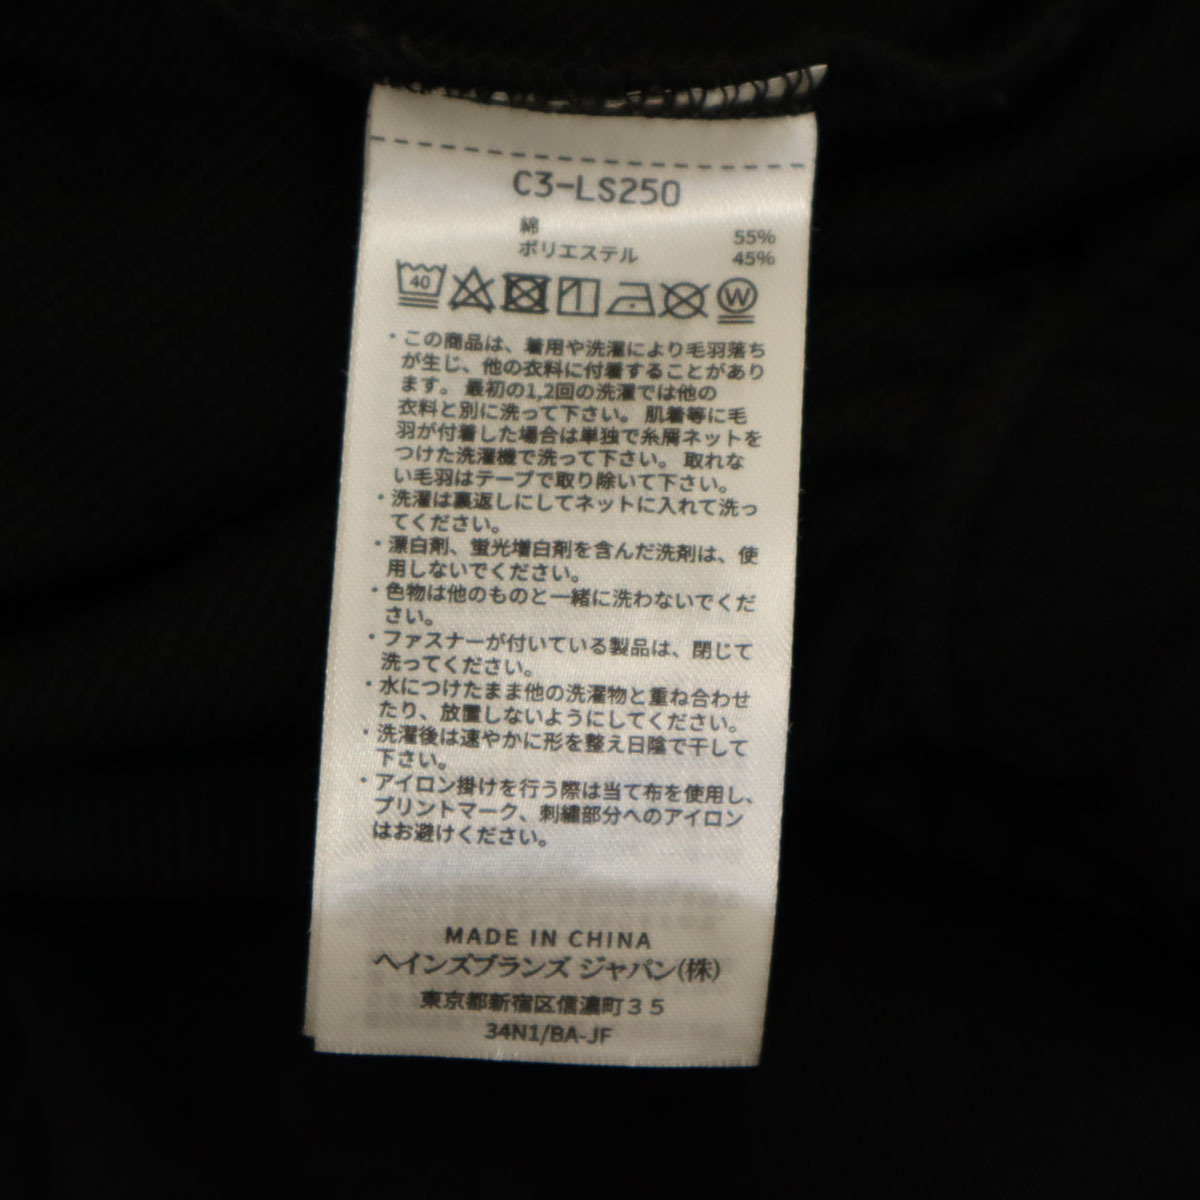 C3-LS250
綿 55%
ポリエステル 45%
40 W
・この商品は、着用や洗濯により毛羽落ち
が生じ、他の衣料に付着することがあり
ます。最初の1,2回の洗濯では他の
衣料と別に洗って下さい。肌着等に毛
羽が付着した場合は単独で糸屑ネットを
つけた洗濯機で洗って下さい。取れな
い毛羽はテープで取り除いて下さい。
・洗濯は裏返しにしてネットに入れて洗っ
てください。
・漂白剤、蛍光増白剤を含んだ洗剤は、使
用しないでください。
・色物は他のものと一緒に洗わないでくだ
さい。
・ファスナーが付いている製品は、閉じて
洗ってください。
・水につけたまま他の洗濯物と重ね合わせ
たり、放置しないようにしてください。
・洗濯後は速やかに形を整え日陰で干して
下さい。
・アイロン掛けを行う際は当て布を使用し、
プリントマーク、刺繍部分へのアイロン
はお避けください。
MADE IN CHINA
ヘインズブランズ ジャパン(株)
東京都新宿区信濃町35
34N1/BA-JF